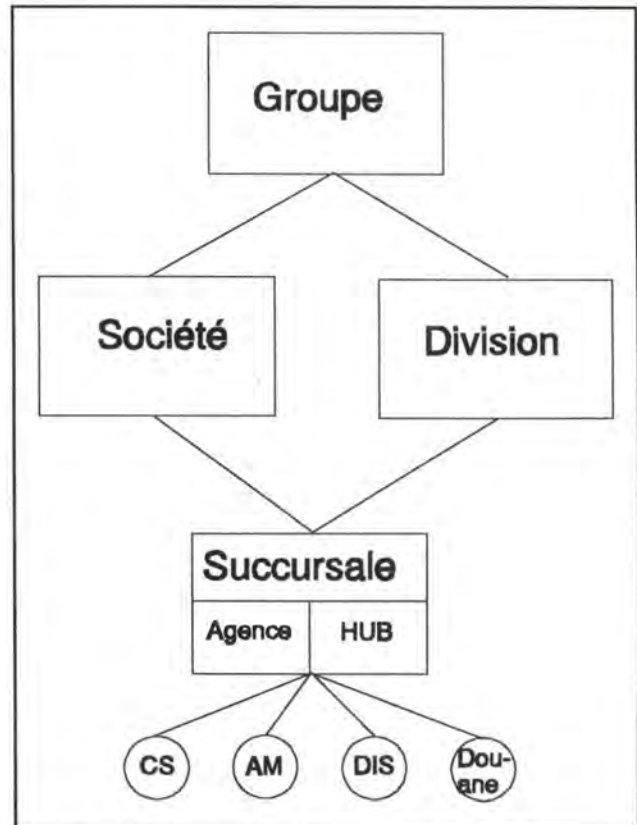 Groupe
Société
Division
Succursale
Agence
HUB
CS
AM
DIS
Dou-
ane